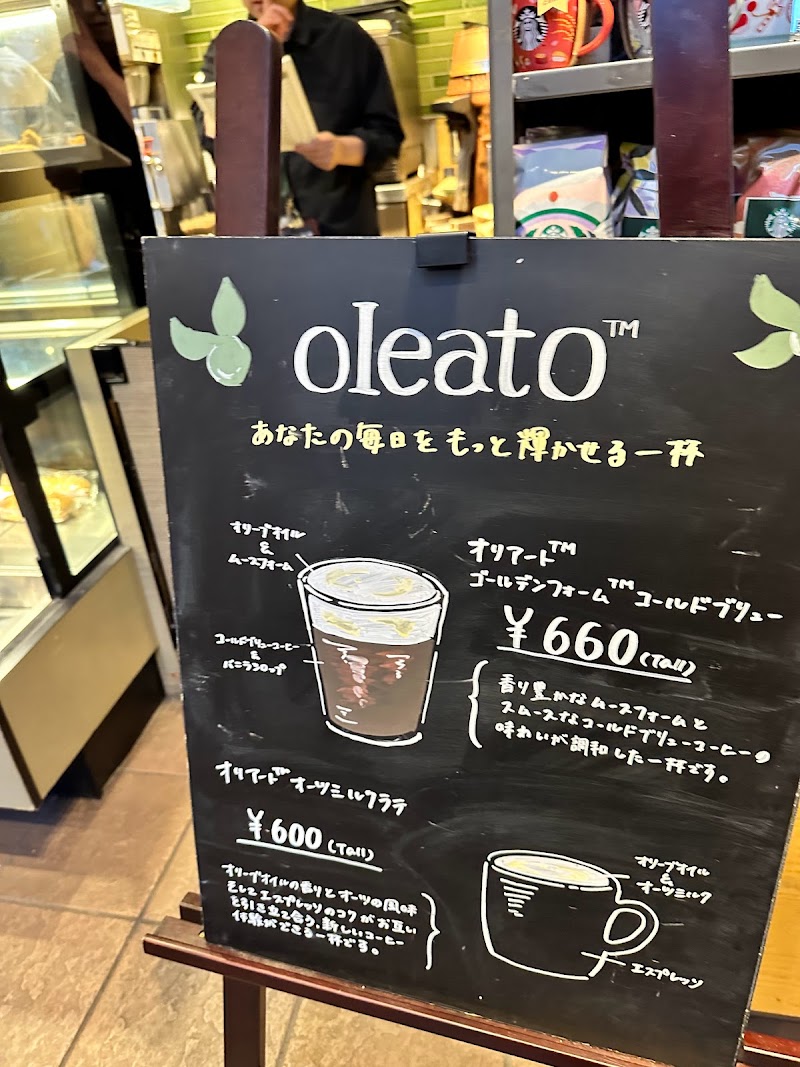 oleato™
あなたの毎日をもっと輝かせる一杯
オリーブオイル
&
ムースフォーム
コールドブリューコーヒー
&
バニラシロップ
オリアート™
ゴールデンフォーム™ コールドブリュー
¥660(Tall)
香り豊かなムースフォームと
スムースなコールドブリューコーヒーの
味わいが調和した一杯です。
オリアート™ オーツミルクラテ
¥600(Tall)
オリーブオイルの香りとオーツの風味
そしてエスプレッソのコクがお互い
を引き立て合う、新しいコーヒー
体験ができる一杯です。
オリーブオイル
&
オーツミルク
エスプレッソ